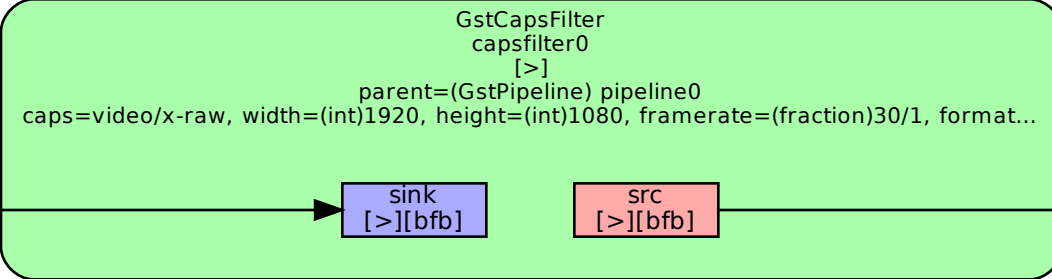 GstCapsFilter
capsfilter0
[>]
parent=(GstPipeline) pipeline0
caps=video/x-raw, width=(int)1920, height=(int)1080, framerate=(fraction)30/1, format…
sink
[>][bfb]
src
[>][bfb]